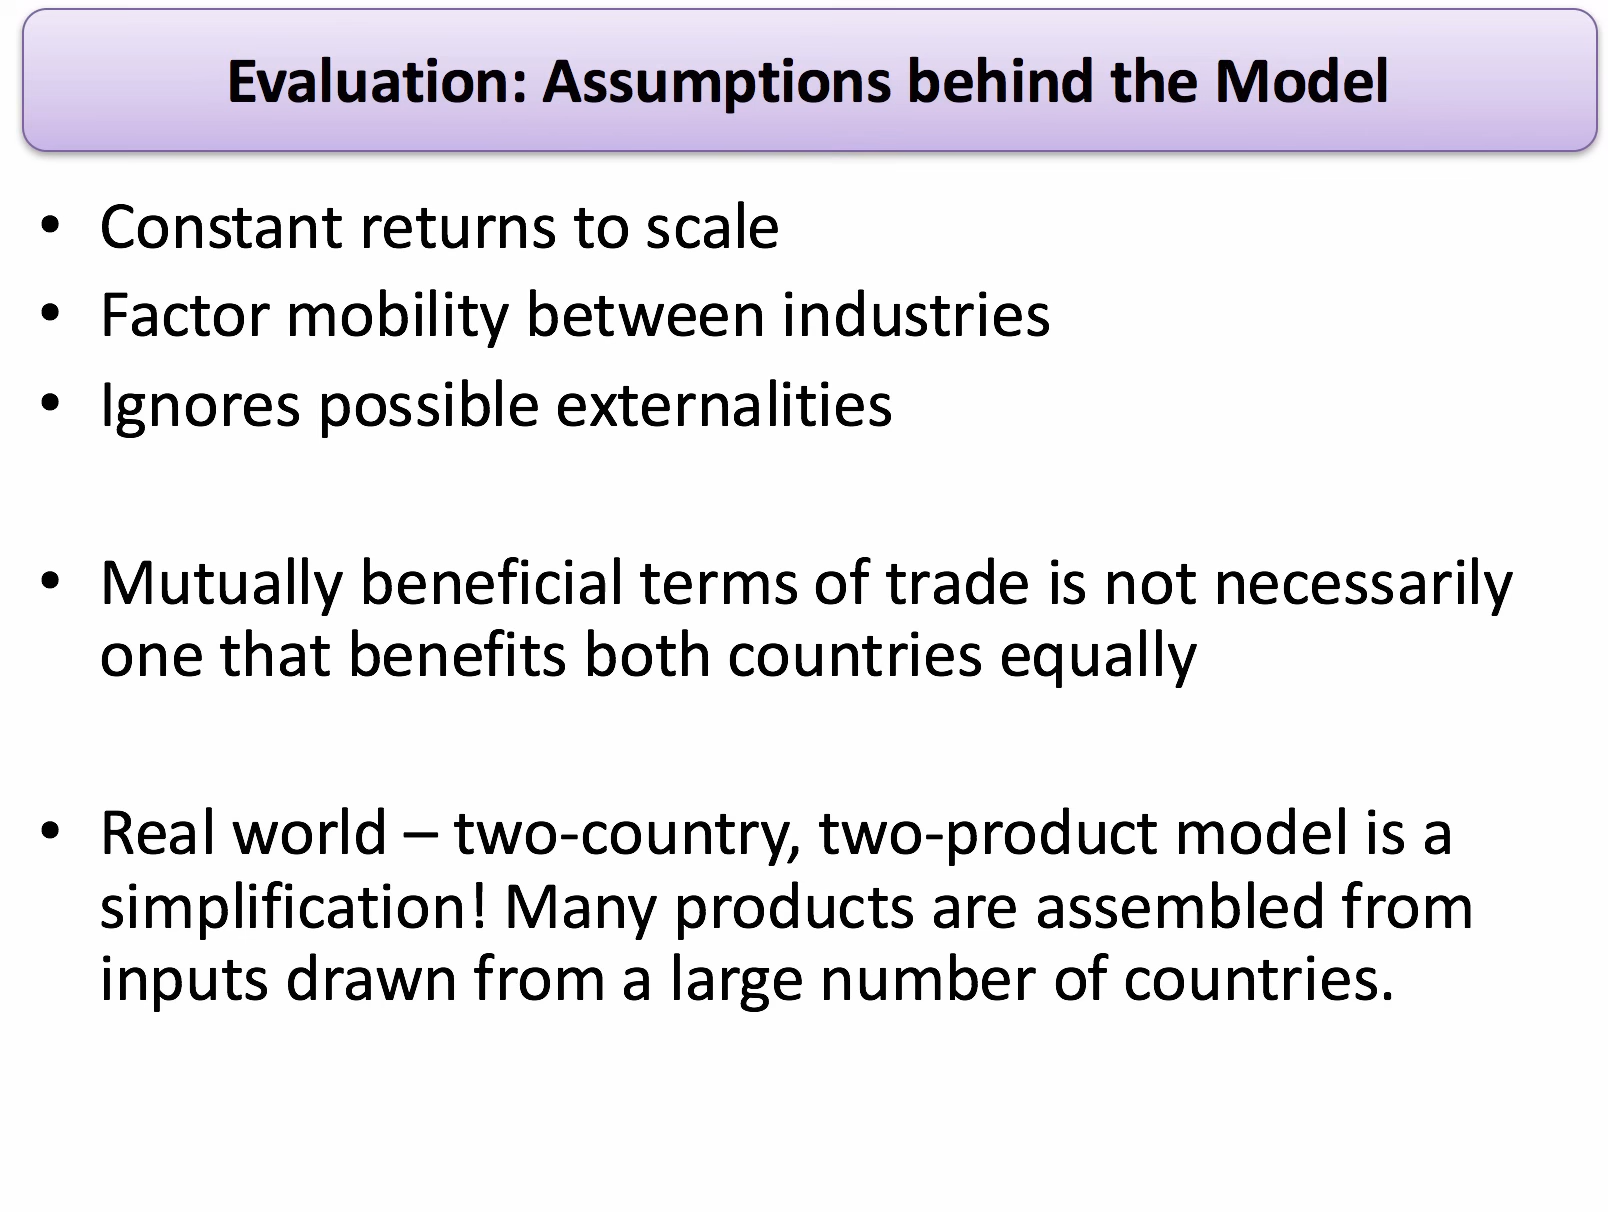 Evaluation: Assumptions behind the Model
• Constant returns to scale
• Factor mobility between industries
• Ignores possible externalities
• Mutually beneficial terms of trade is not necessarily
one that benefits both countries equally
• Real world – two-country, two-product model is a
simplification! Many products are assembled from
inputs drawn from a large number of countries.